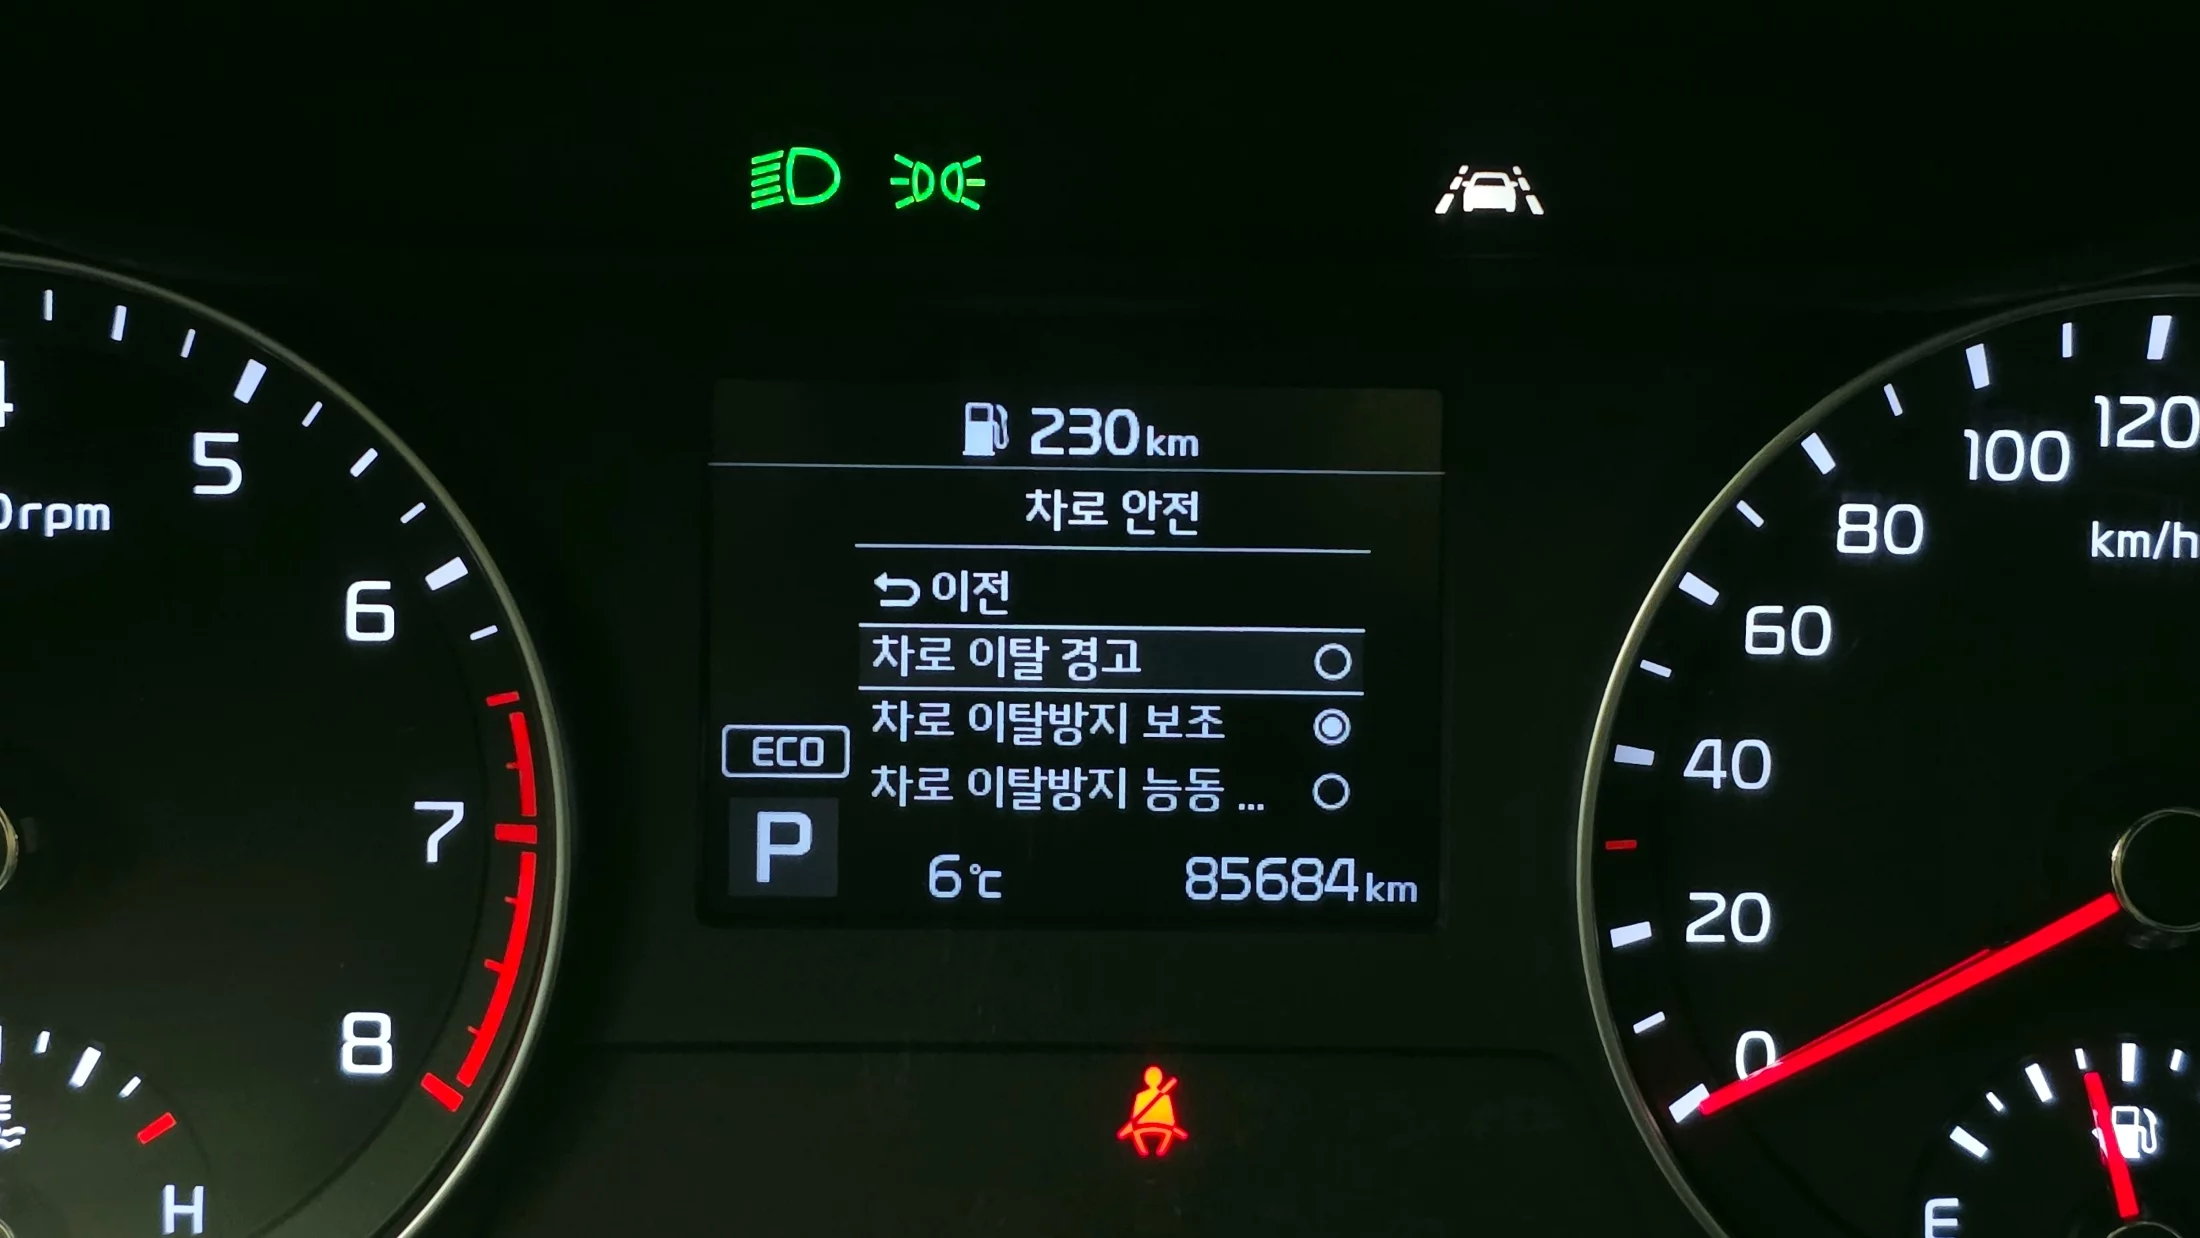 230km
차로 안전
이전
차로 이탈 경고
차로 이탈방지 보조
차로 이탈방지 능동 ...
ECO
P
6℃
85684km
5
6
7
8
rpm
H
120
100
80
60
40
20
0
km/h
E